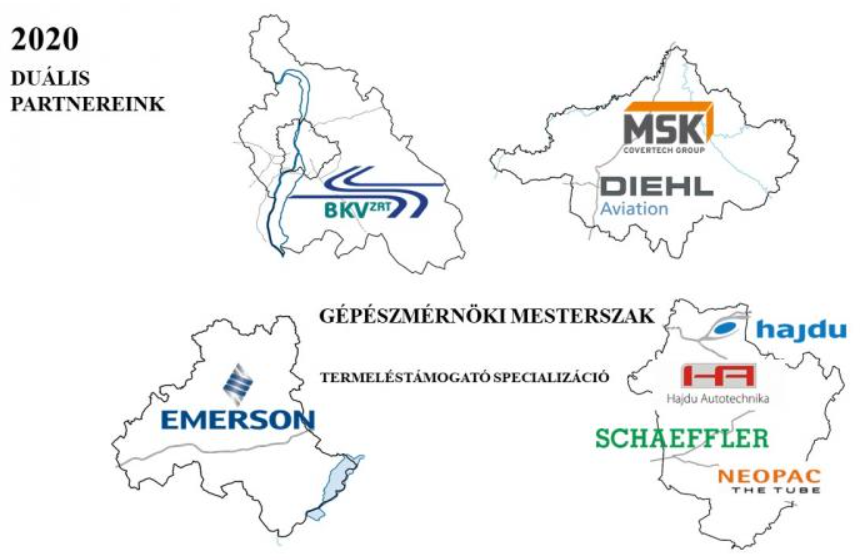 2020
DUÁLIS
PARTNEREINK
BKV ZRT
MSK
COVERTECH GROUP
DIEHL
Aviation
GÉPÉSZMÉRNÖKI MESTERSZAK
TERMELÉSTÁMOGATÓ SPECIALIZÁCIÓ
EMERSON
hajdu
HA
Hajdu Autotechnika
SCHAEFFLER
NEOPAC
THE TUBE